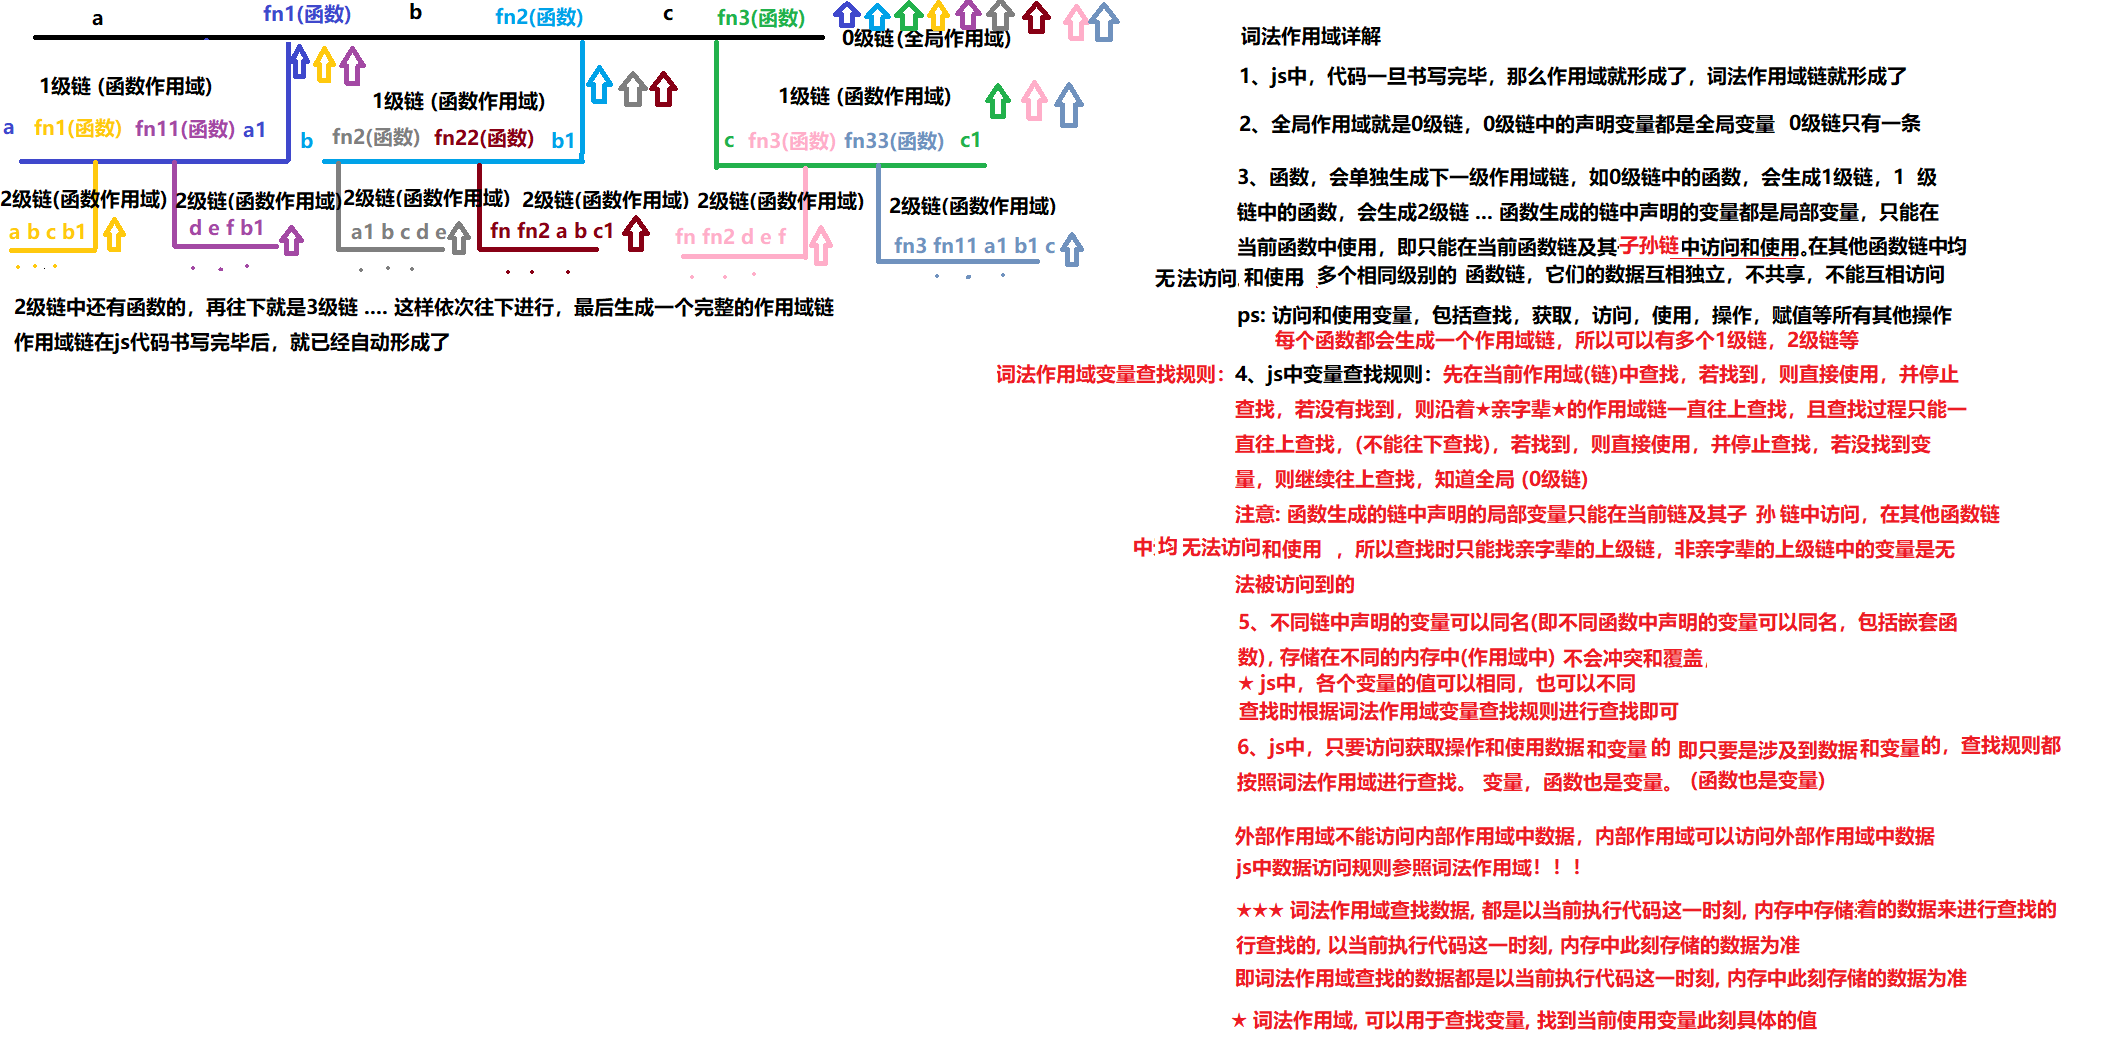 a fn1(函数) b fn2(函数) c fn3(函数)
0级链(全局作用域)
1级链 (函数作用域)
1级链 (函数作用域)
1级链 (函数作用域)
a fn1(函数) fn11(函数) a1
b fn2(函数) fn22(函数) b1
c fn3(函数) fn33(函数) c1
2级链(函数作用域)
2级链(函数作用域)
2级链(函数作用域)
2级链(函数作用域)
2级链(函数作用域)
2级链(函数作用域)
a b c b1
d e f b1
a1 b c d e
fn fn2 a b c1
fn fn2 d e f
fn3 fn11 a1 b1 c
2级链中还有函数的，再往下就是3级链 .... 这样依次往下进行，最后生成一个完整的作用域链
作用域链在js代码书写完毕后，就已经自动形成了
词法作用域详解
1、js中，代码一旦书写完毕，那么作用域就形成了，词法作用域链就形成了
2、全局作用域就是0级链，0级链中的声明变量都是全局变量 0级链只有一条
3、函数，会单独生成下一级作用域链，如0级链中的函数，会生成1级链，1 级
链中的函数，会生成2级链 ... 函数生成的链中声明的变量都是局部变量，只能在
当前函数中使用，即只能在当前函数链及其子孙链中访问和使用。在其他函数链中均
无法访问 和使用 多个相同级别的 函数链，它们的数据互相独立，不共享，不能互相访问
ps: 访问和使用变量，包括查找，获取，访问，使用，操作，赋值等所有其他操作
每个函数都会生成一个作用域链，所以可以有多个1级链，2级链等
词法作用域变量查找规则：4、js中变量查找规则：先在当前作用域(链)中查找，若找到，则直接使用，并停止
查找，若没有找到，则沿着★亲字辈★的作用域链一直往上查找，且查找过程只能一
直往上查找，(不能往下查找)，若找到，则直接使用，并停止查找，若没找到变
量，则继续往上查找，知道全局 (0级链)
注意: 函数生成的链中声明的局部变量只能在当前链及其子 孙 链中访问，在其他函数链
中均 无法访问和使用 ，所以查找时只能找亲字辈的上级链，非亲字辈的上级链中的变量是无
法被访问到的
5、不同链中声明的变量可以同名(即不同函数中声明的变量可以同名，包括嵌套函
数)，存储在不同的内存中(作用域中) 不会冲突和覆盖,
★ js中，各个变量的值可以相同，也可以不同
查找时根据词法作用域变量查找规则进行查找即可
6、js中，只要访问获取操作和使用数据和变量 的 即只要是涉及到数据和变量的，查找规则都
按照词法作用域进行查找。 变量，函数也是变量。 (函数也是变量)
外部作用域不能访问内部作用域中数据，内部作用域可以访问外部作用域中数据
js中数据访问规则参照词法作用域！！！
★★★ 词法作用域查找数据, 都是以当前执行代码这一时刻, 内存中存储着的数据来进行查找的
行查找的, 以当前执行代码这一时刻, 内存中此刻存储的数据为准
即词法作用域查找的数据都是以当前执行代码这一时刻, 内存中此刻存储的数据为准
★ 词法作用域, 可以用于查找变量, 找到当前使用变量此刻具体的值